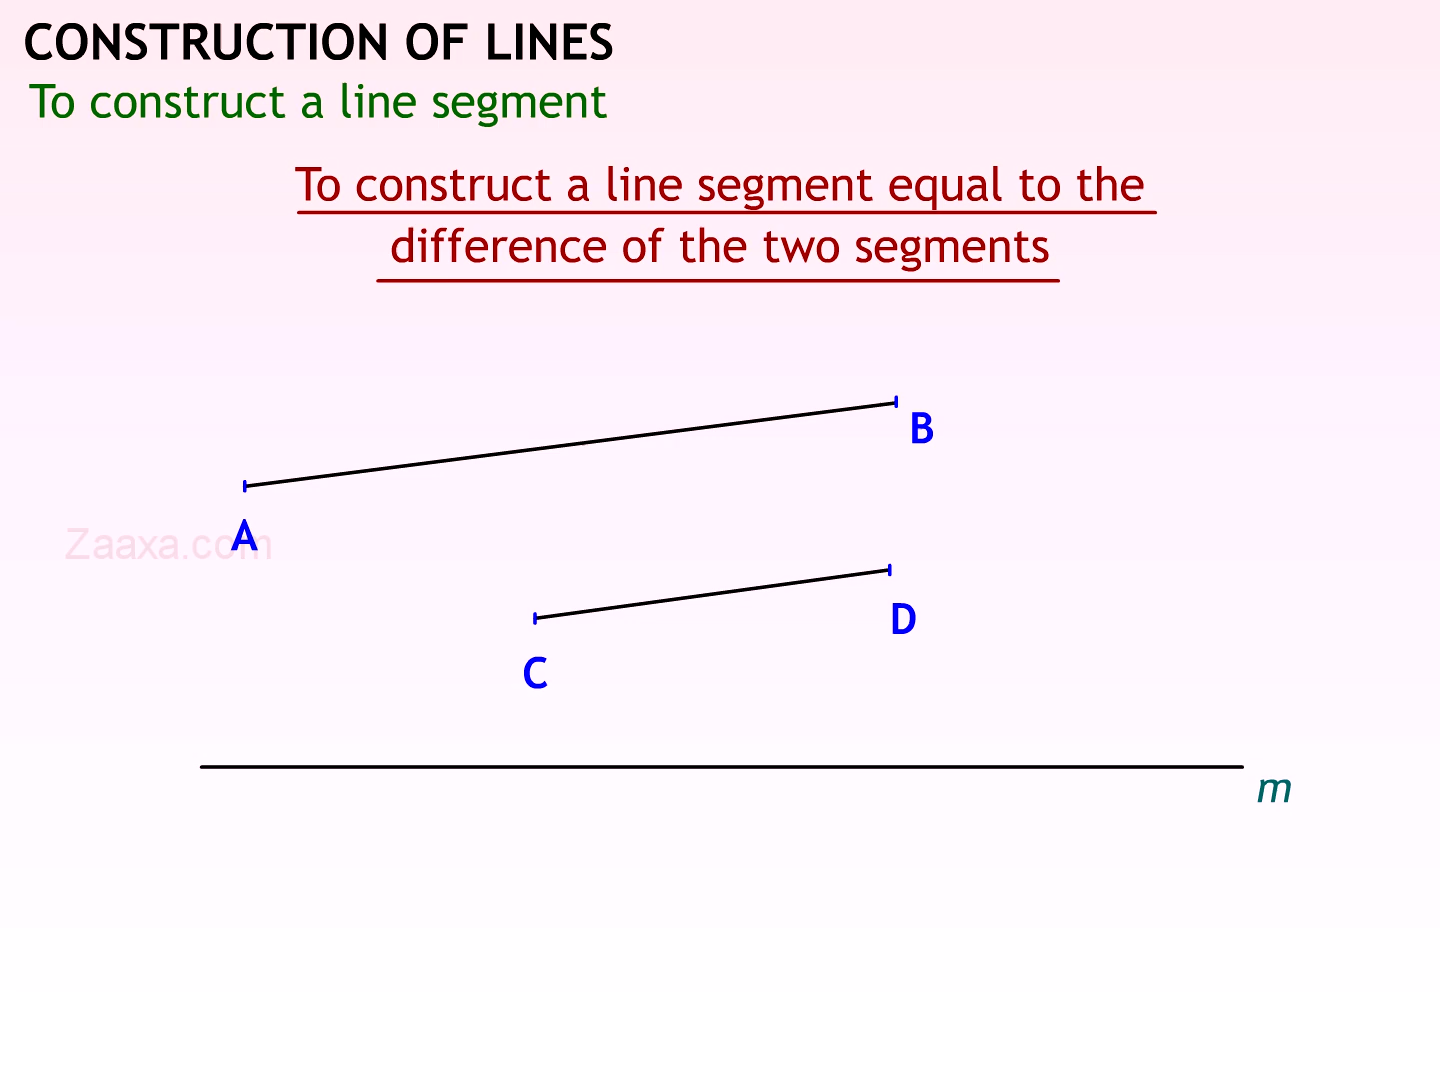 CONSTRUCTION OF LINES
To construct a line segment
To construct a line segment equal to the
difference of the two segments
B
A
Zaaxa.com
D
C
m